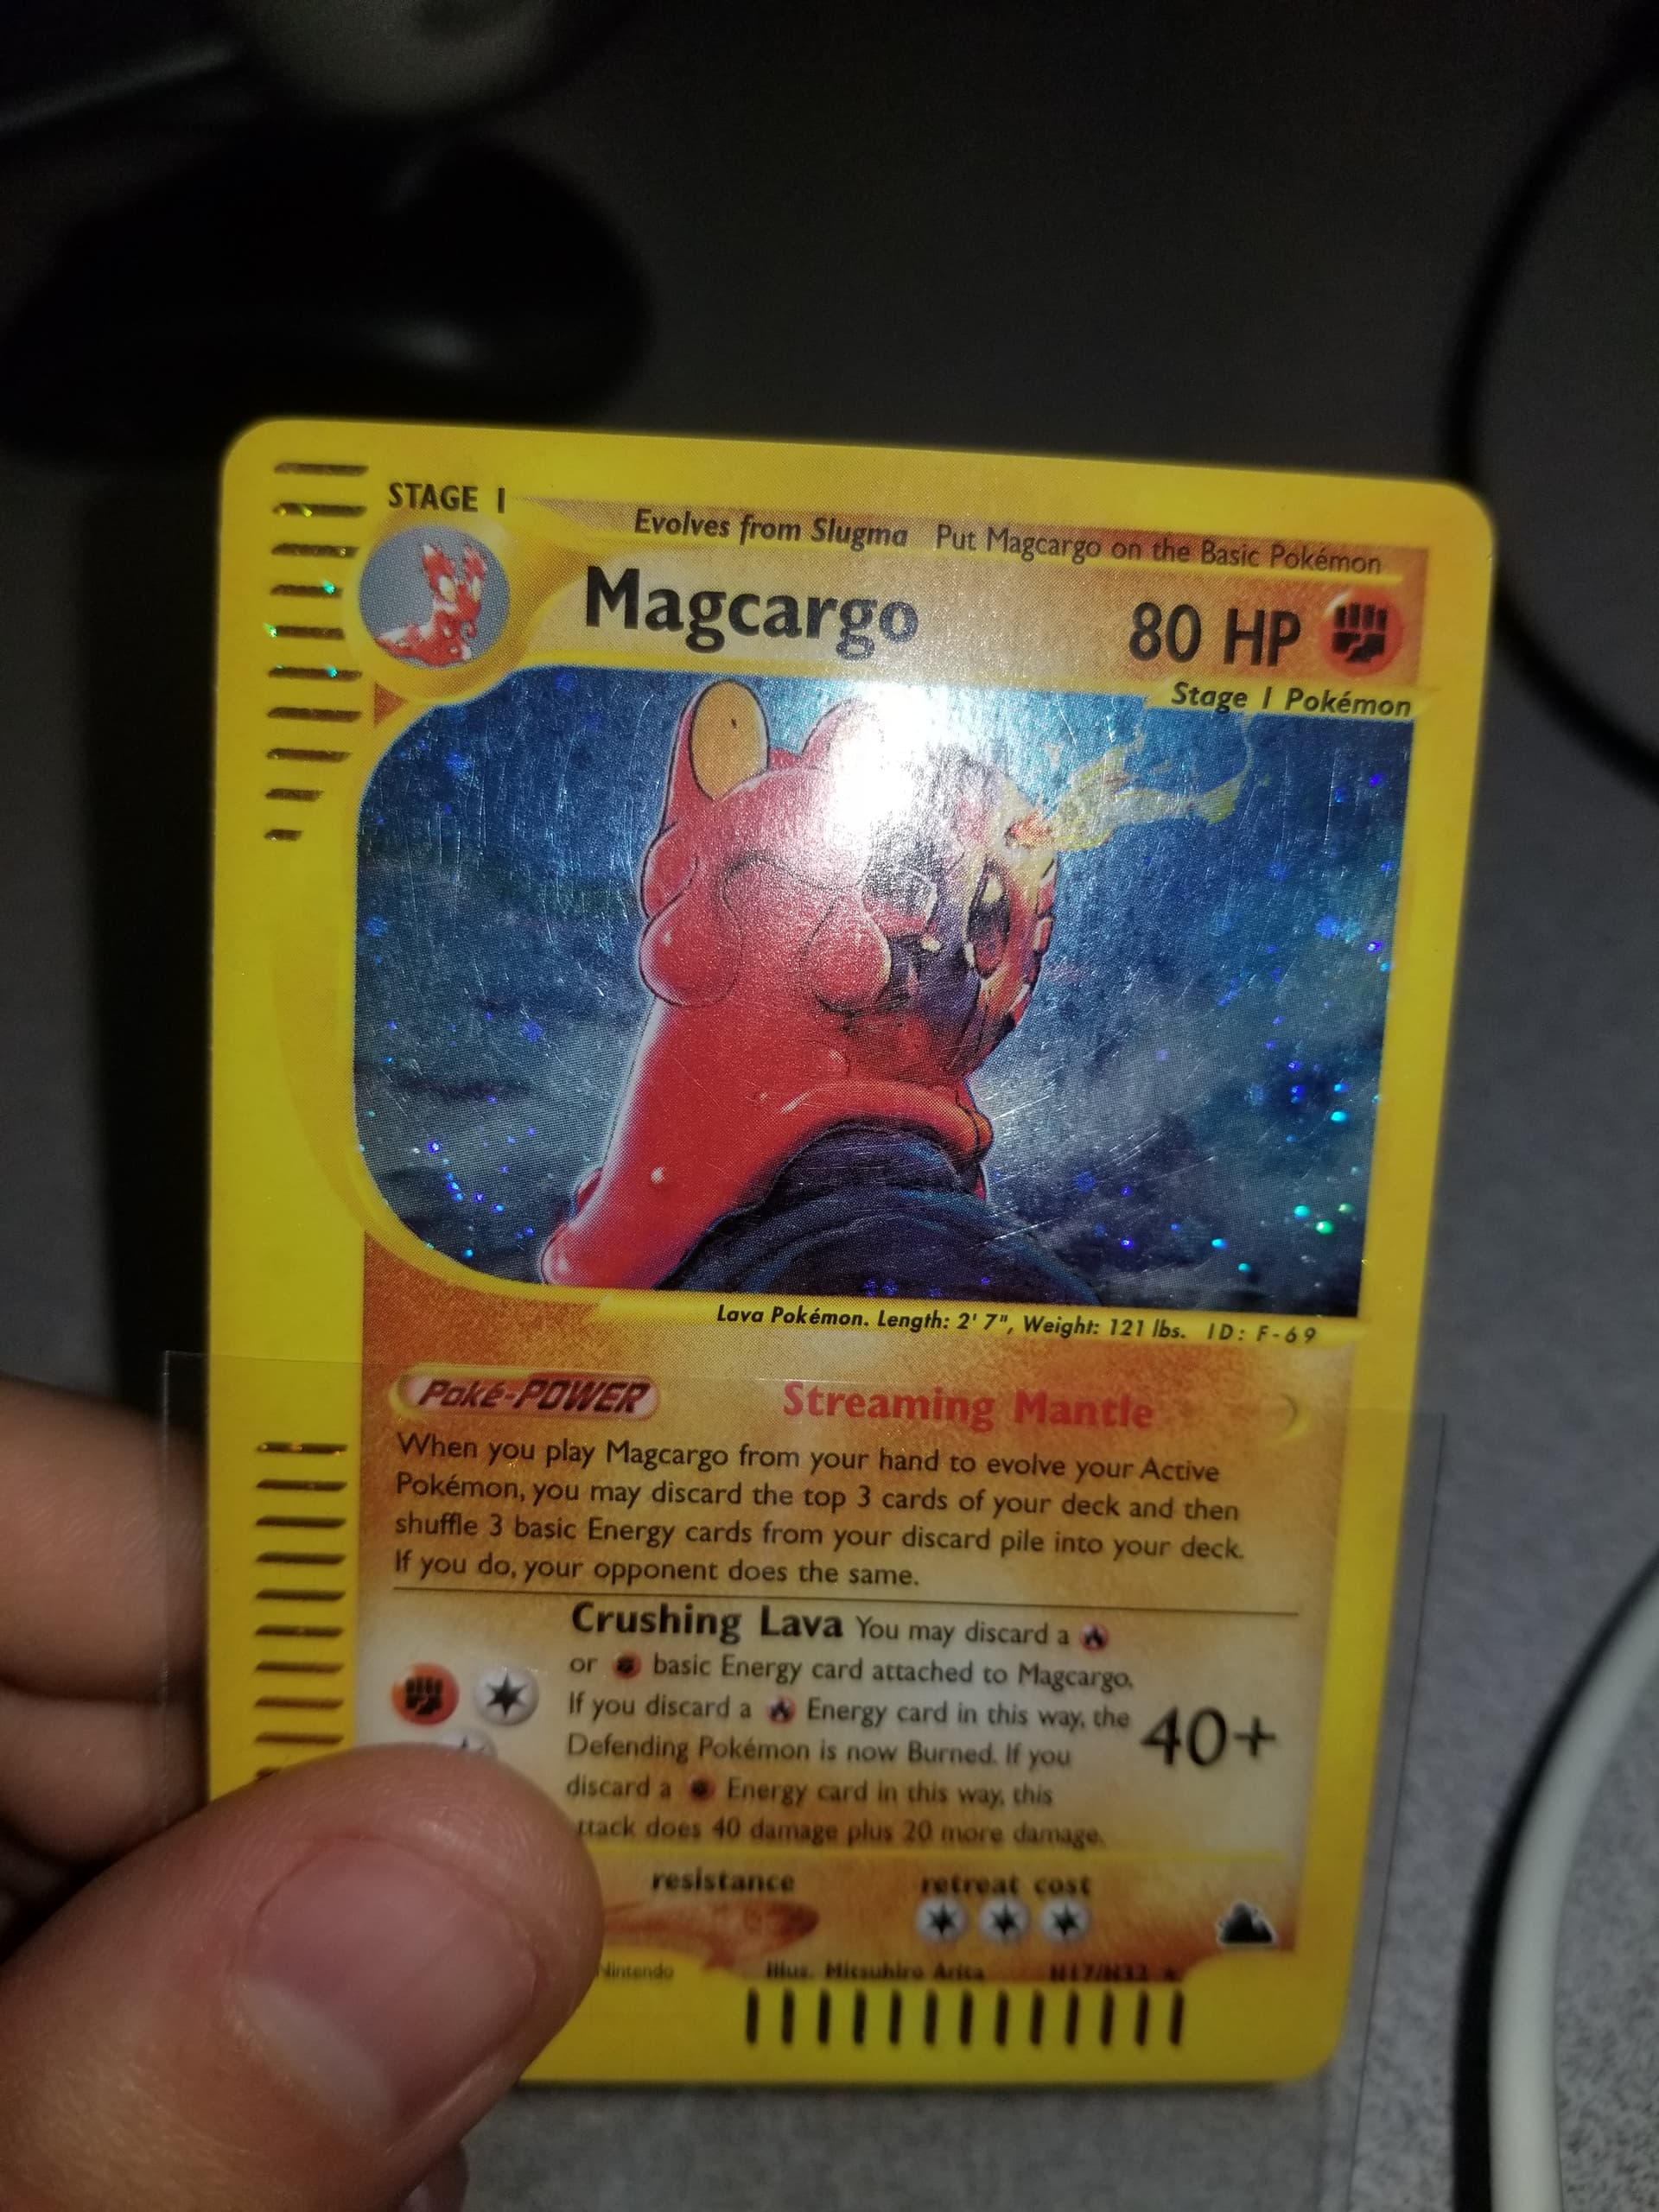 STAGE 1
Evolves from Slugma Put Magcargo on the Basic Pokémon
Magcargo 80 HP
Stage 1 Pokémon
Lava Pokémon. Length: 2' 7", Weight: 121 lbs. ID: F-69
Poké-POWER Streaming Mantle
When you play Magcargo from your hand to evolve your Active
Pokémon, you may discard the top 3 cards of your deck and then
shuffle 3 basic Energy cards from your discard pile into your deck.
If you do, your opponent does the same.
Crushing Lava You may discard a
or basic Energy card attached to Magcargo.
If you discard a Energy card in this way, the
Defending Pokémon is now Burned. If you
discard a Energy card in this way, this
ttack does 40 damage plus 20 more damage.
40+
resistance retreat cost
Nintendo Illus. Mitsuhiro Arita H17/H32